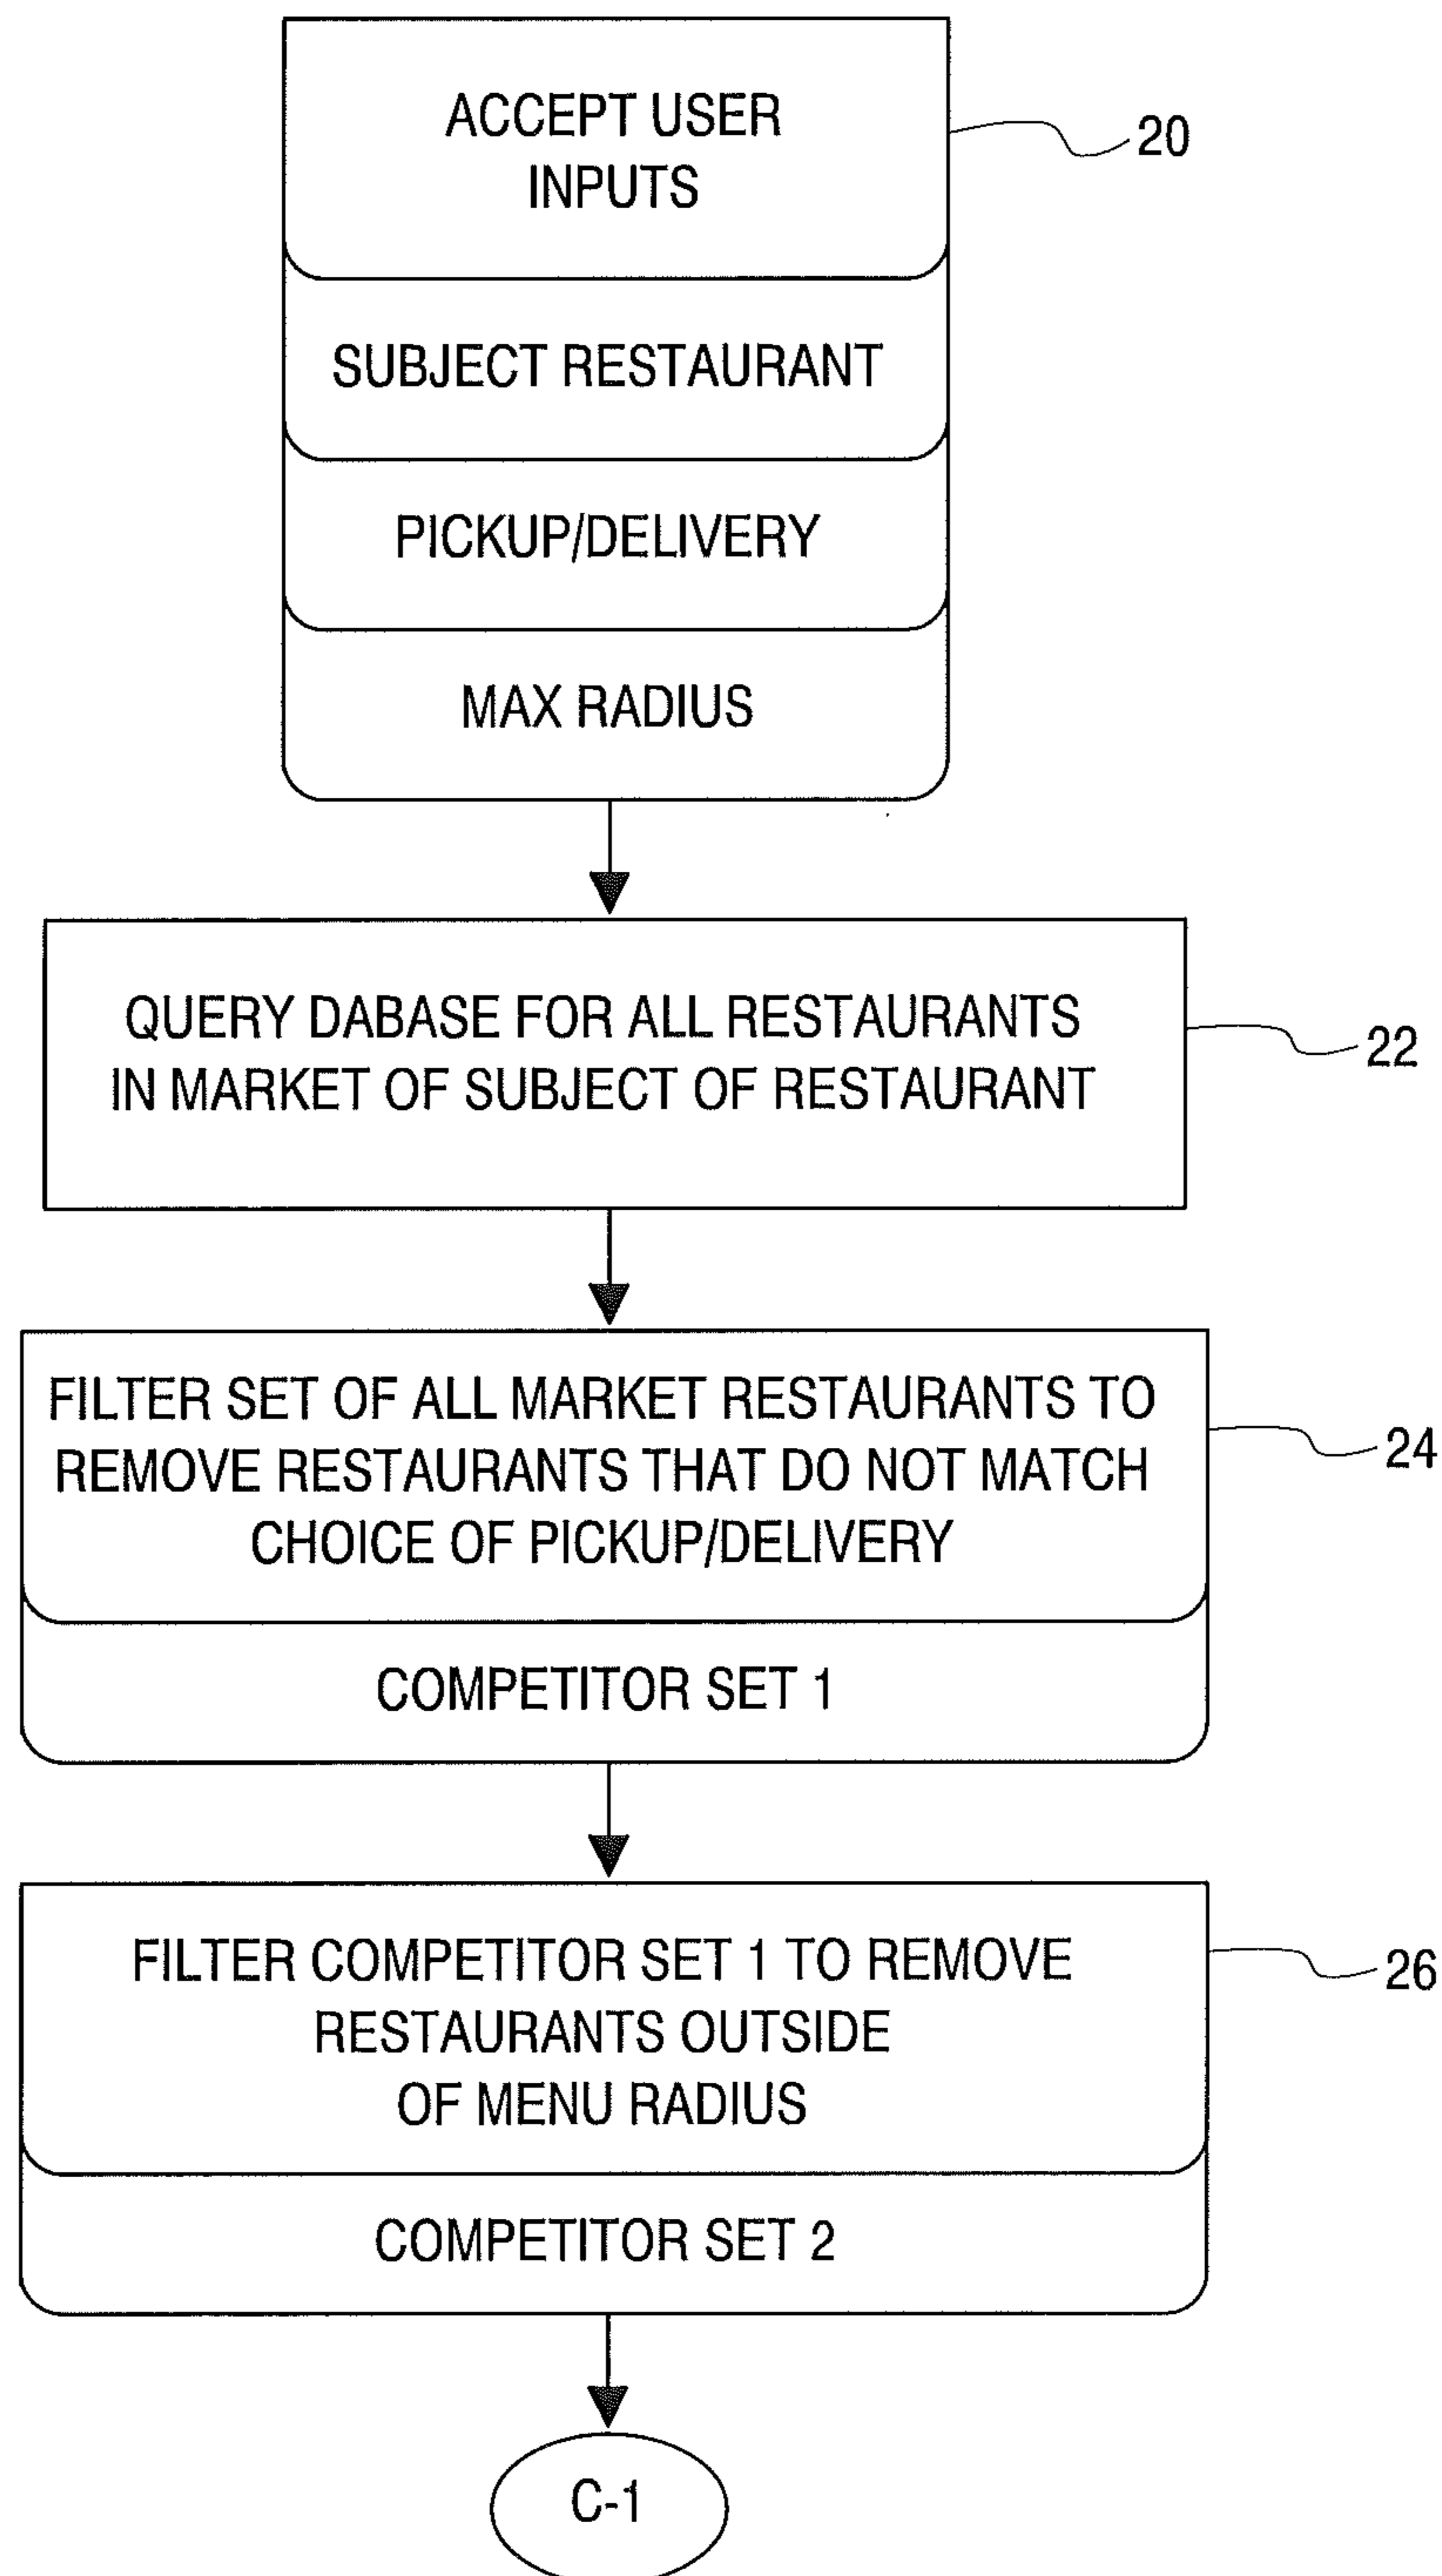 ACCEPT USER
INPUTS
20
SUBJECT RESTAURANT
PICKUP/DELIVERY
MAX RADIUS
QUERY DABASE FOR ALL RESTAURANTS
IN MARKET OF SUBJECT OF RESTAURANT
22
FILTER SET OF ALL MARKET RESTAURANTS TO
REMOVE RESTAURANTS THAT DO NOT MATCH
CHOICE OF PICKUP/DELIVERY
24
COMPETITOR SET 1
FILTER COMPETITOR SET 1 TO REMOVE
RESTAURANTS OUTSIDE
OF MENU RADIUS
26
COMPETITOR SET 2
C-1